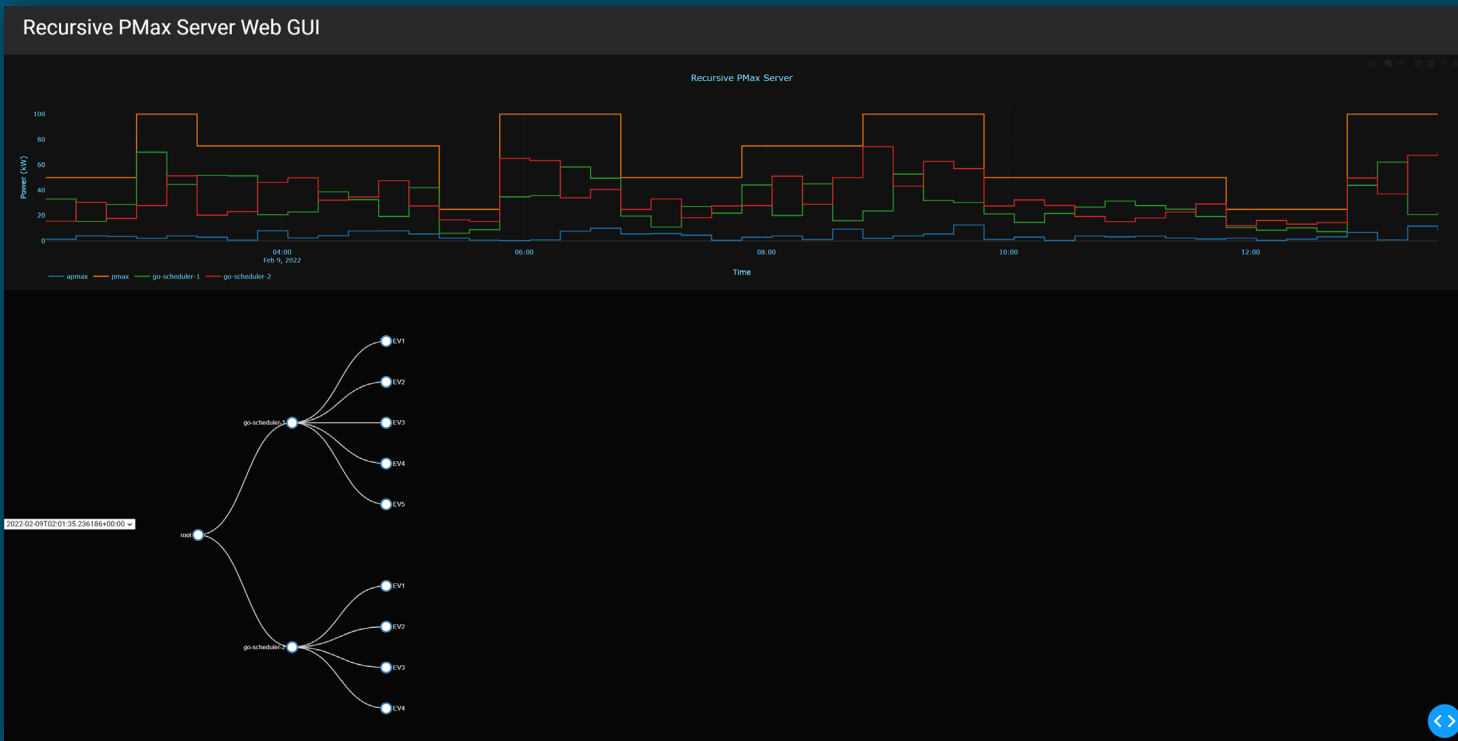 Recursive PMax Server Web GUI
Recursive PMax Server
100
80
60
40
20
0
Power (kW)
04:00
Feb 9, 2022
06:00
08:00
10:00
12:00
Time
apmax
pmax
go-scheduler-1
go-scheduler-2
EV1
EV2
go-scheduler-1
EV3
EV4
EV5
2022-02-09T02:01:35.236186+00:00
root
EV1
EV2
go-scheduler-2
EV3
EV4